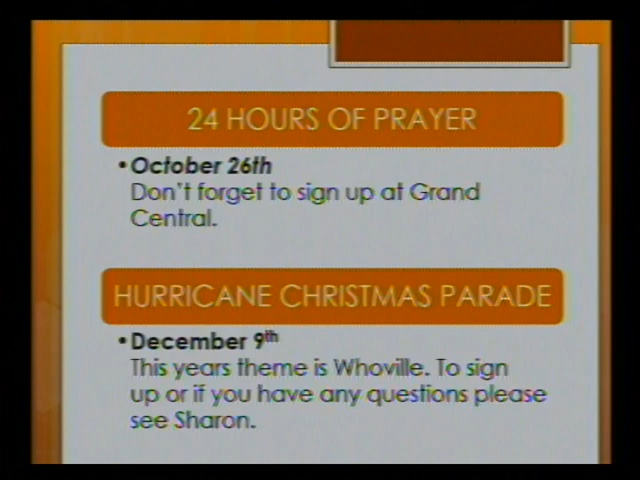 24 HOURS OF PRAYER
•October 26th
Don't forget to sign up at Grand
Central.
HURRICANE CHRISTMAS PARADE
•December 9th
This years theme is Whoville. To sign
up or if you have any questions please
see Sharon.